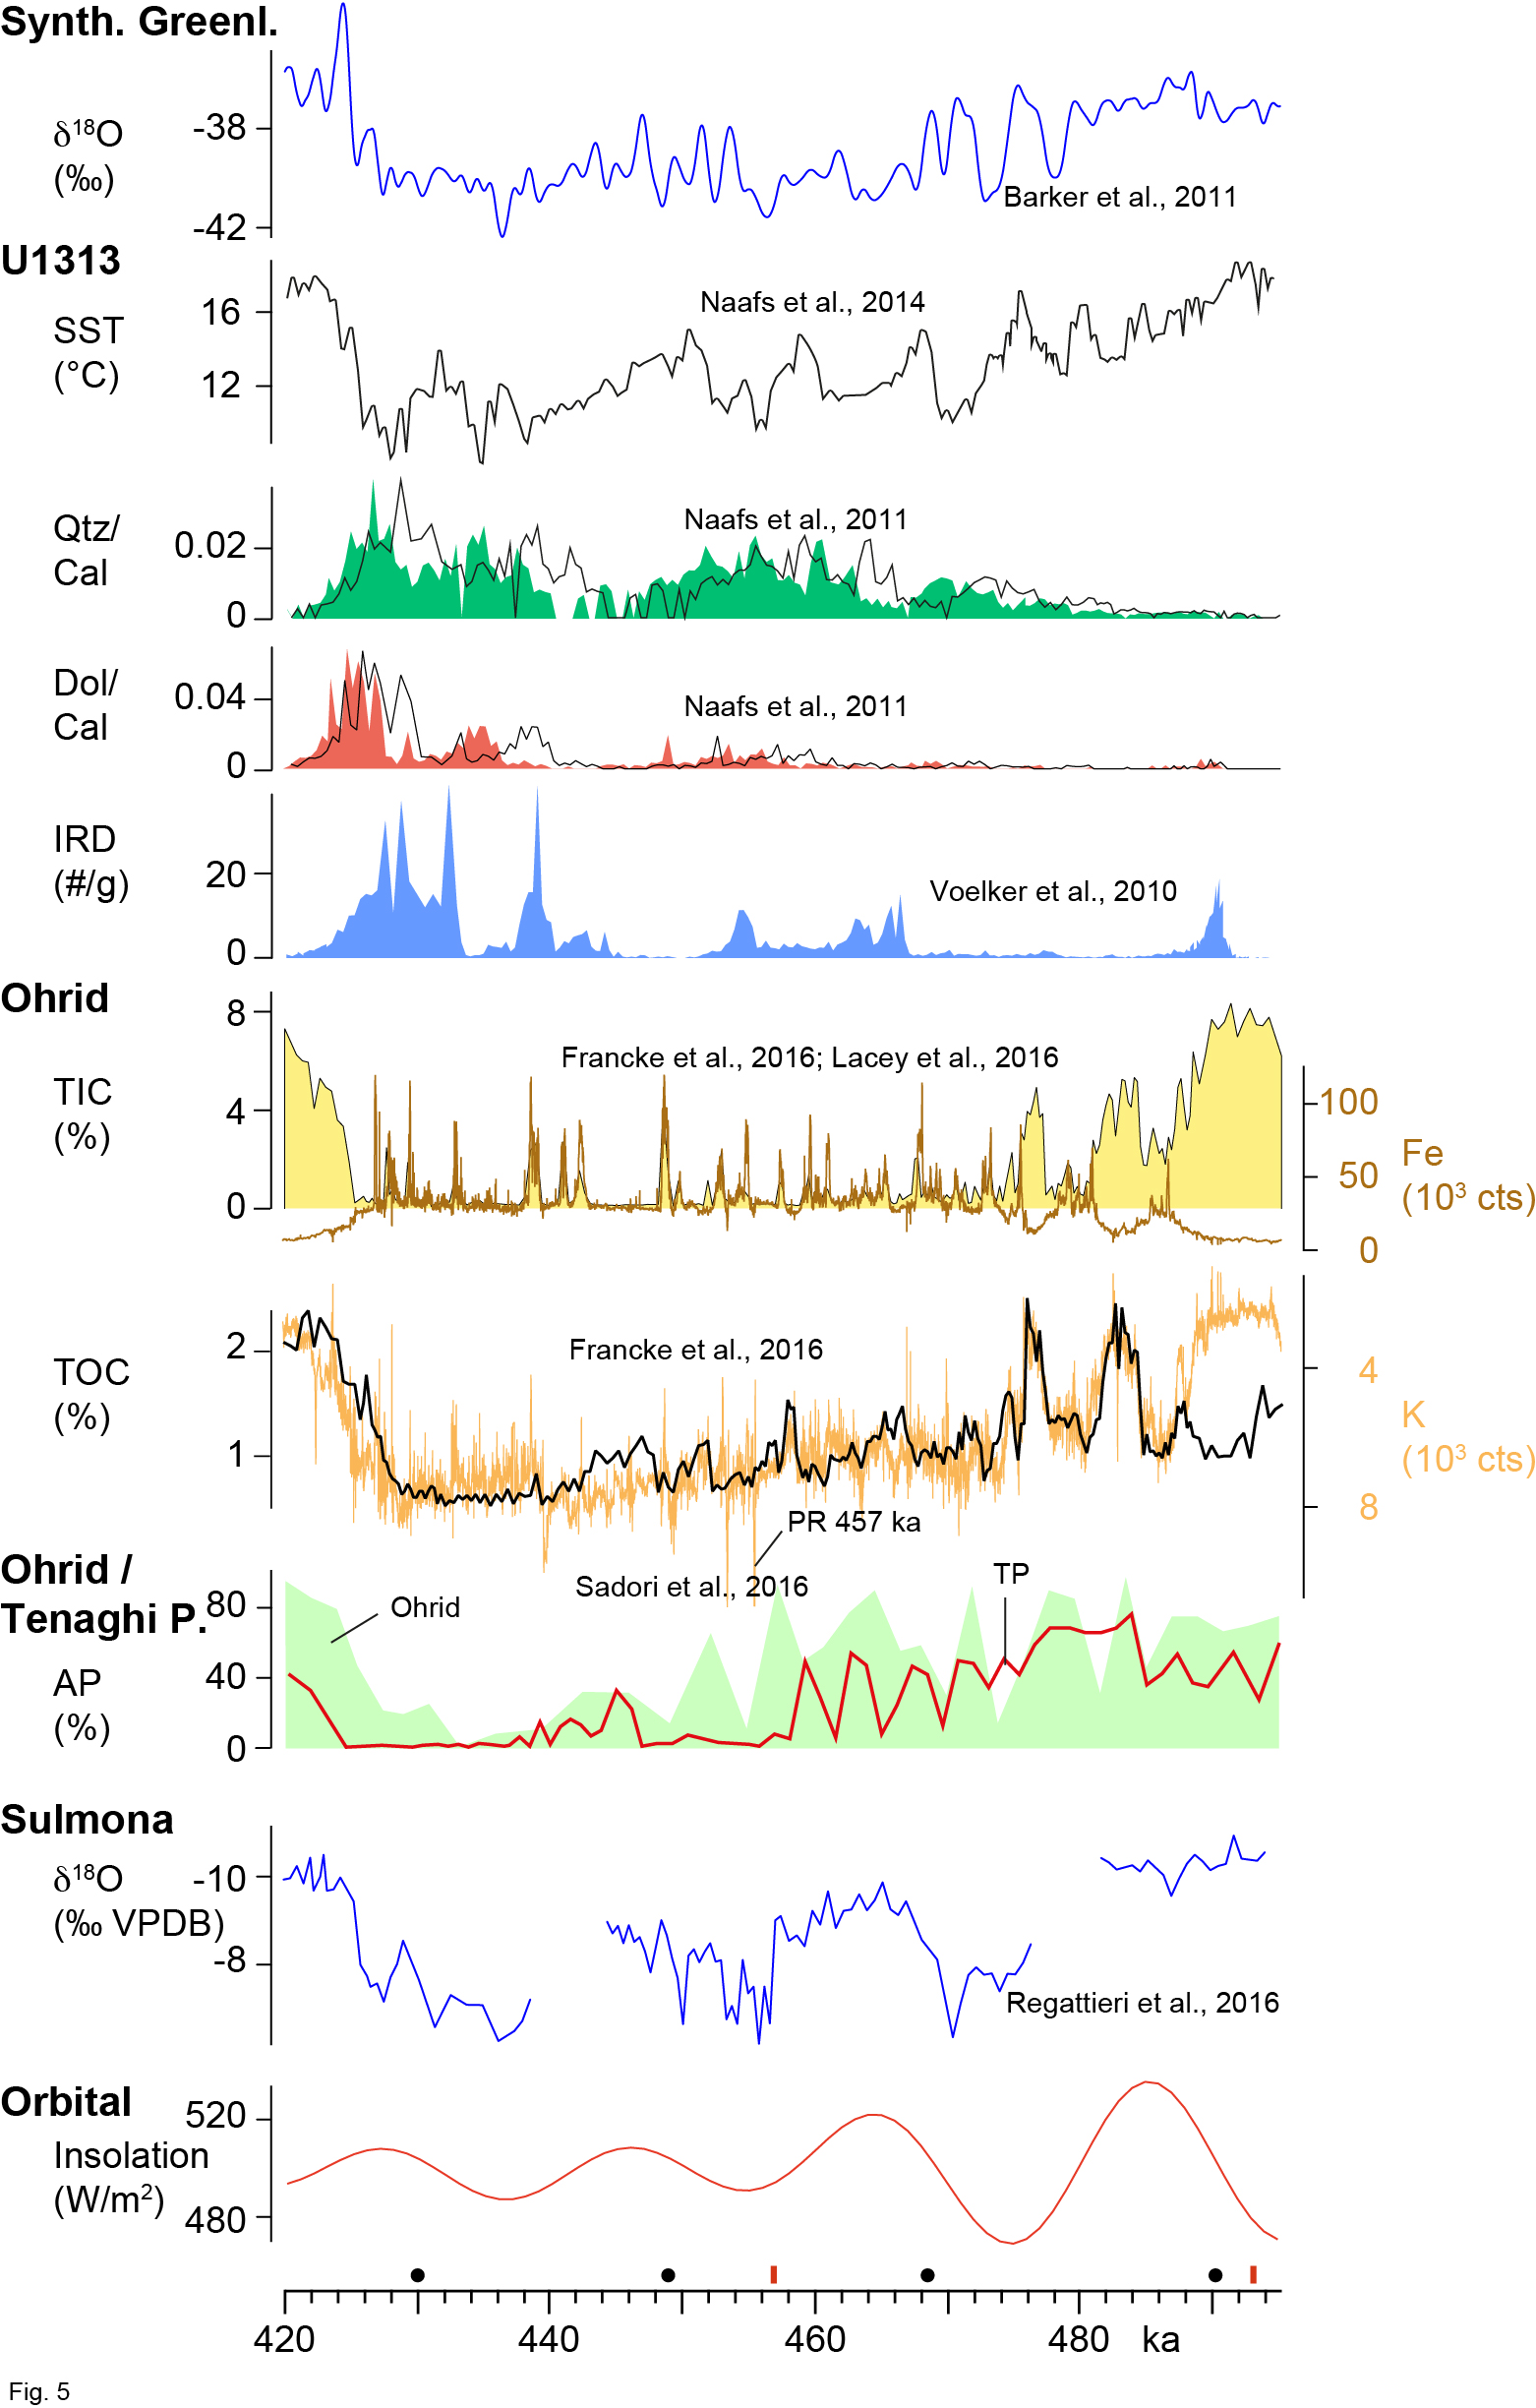 Synth. Greenl.
δ¹⁸O
(‰)
-38
-42
Barker et al., 2011
U1313
SST
(°C)
16
12
Naafs et al., 2014
Qtz/
Cal
0.02
0
Naafs et al., 2011
Dol/
Cal
0.04
0
Naafs et al., 2011
IRD
(#/g)
20
0
Voelker et al., 2010
Ohrid
TIC
(%)
8
4
0
Francke et al., 2016; Lacey et al., 2016
100
50
0
Fe
(10³ cts)
TOC
(%)
2
1
Francke et al., 2016
4
8
K
(10³ cts)
PR 457 ka
Ohrid /
Tenaghi P.
AP
(%)
80
40
0
Ohrid
Sadori et al., 2016
TP
Sulmona
δ¹⁸O
(‰ VPDB)
-10
-8
Regattieri et al., 2016
Orbital
Insolation
(W/m²)
520
480
420 440 460 480 ka
Fig. 5